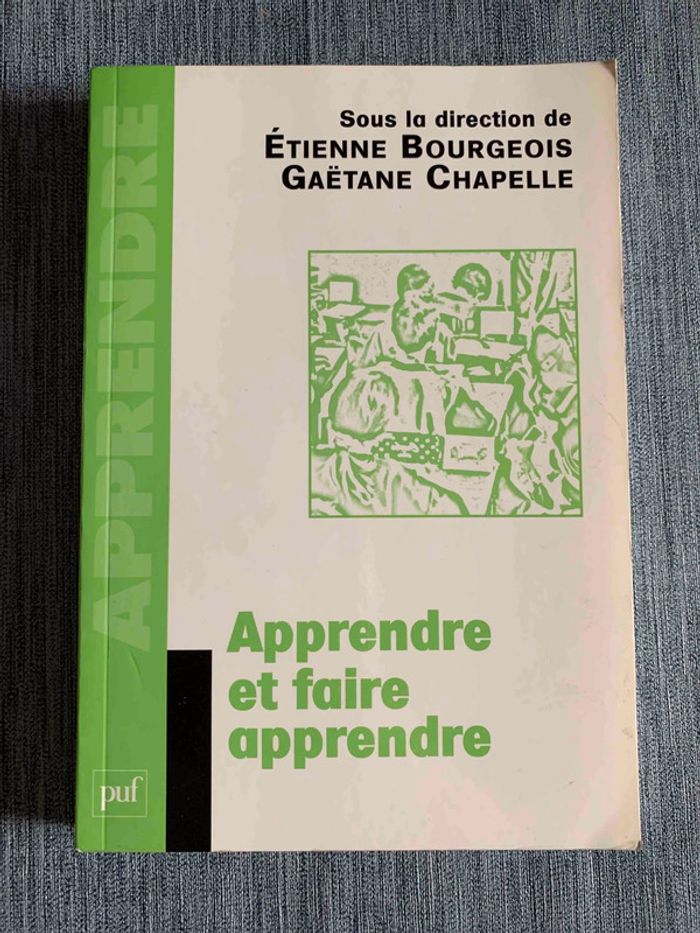 Sous la direction de
ÉTIENNE BOURGEOIS
GAËTANE CHAPELLE
APPRENDRE
Apprendre
et faire
apprendre
puf